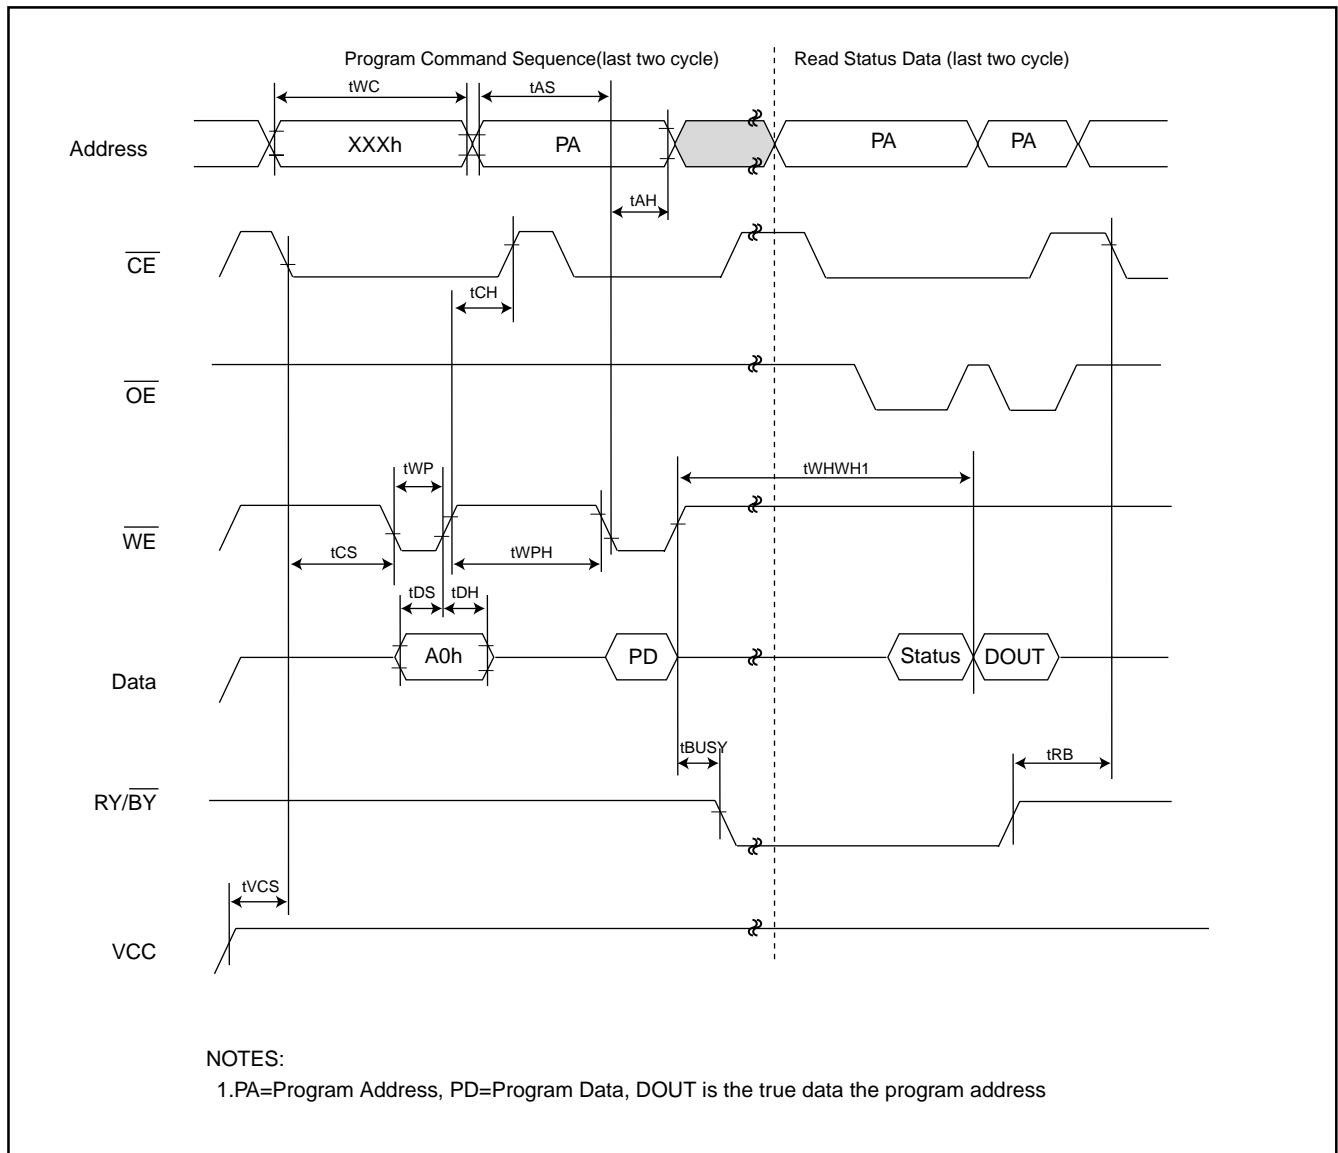 Program Command Sequence(last two cycle) Read Status Data (last two cycle)
tWC tAS
Address XXXh PA PA PA
tAH
CE
tCH
OE
tWP tWHWH1
WE
tCS tWPH
tDS tDH
A0h PD Status DOUT
Data
tBUSY tRB
RY/BY
tVCS
VCC
NOTES:
1.PA=Program Address, PD=Program Data, DOUT is the true data the program address